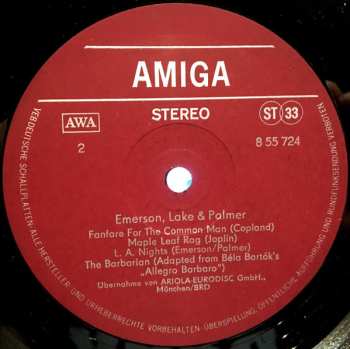 AMIGA
AWA
STEREO
ST 33
2
8 55 724
Emerson, Lake & Palmer
Fanfare For The Common Man (Copland)
Maple Leaf Rag (Joplin)
L. A. Nights (Emerson/Palmer)
The Barbarian (Adapted from Béla Bartók's
„Allegro Barbaro")
Übernahme von ARIOLA-EURODISC GmbH.,
München/BRD
VEB DEUTSCHE SCHALLPLATTEN · ALLE HERSTELLER- UND URHEBERRECHTE VORBEHALTEN · ÜBERSPIELUNG, ÖFFENTL. AUFFÜHRUNG UND RUNDFUNKSENDUNG VERBOTEN